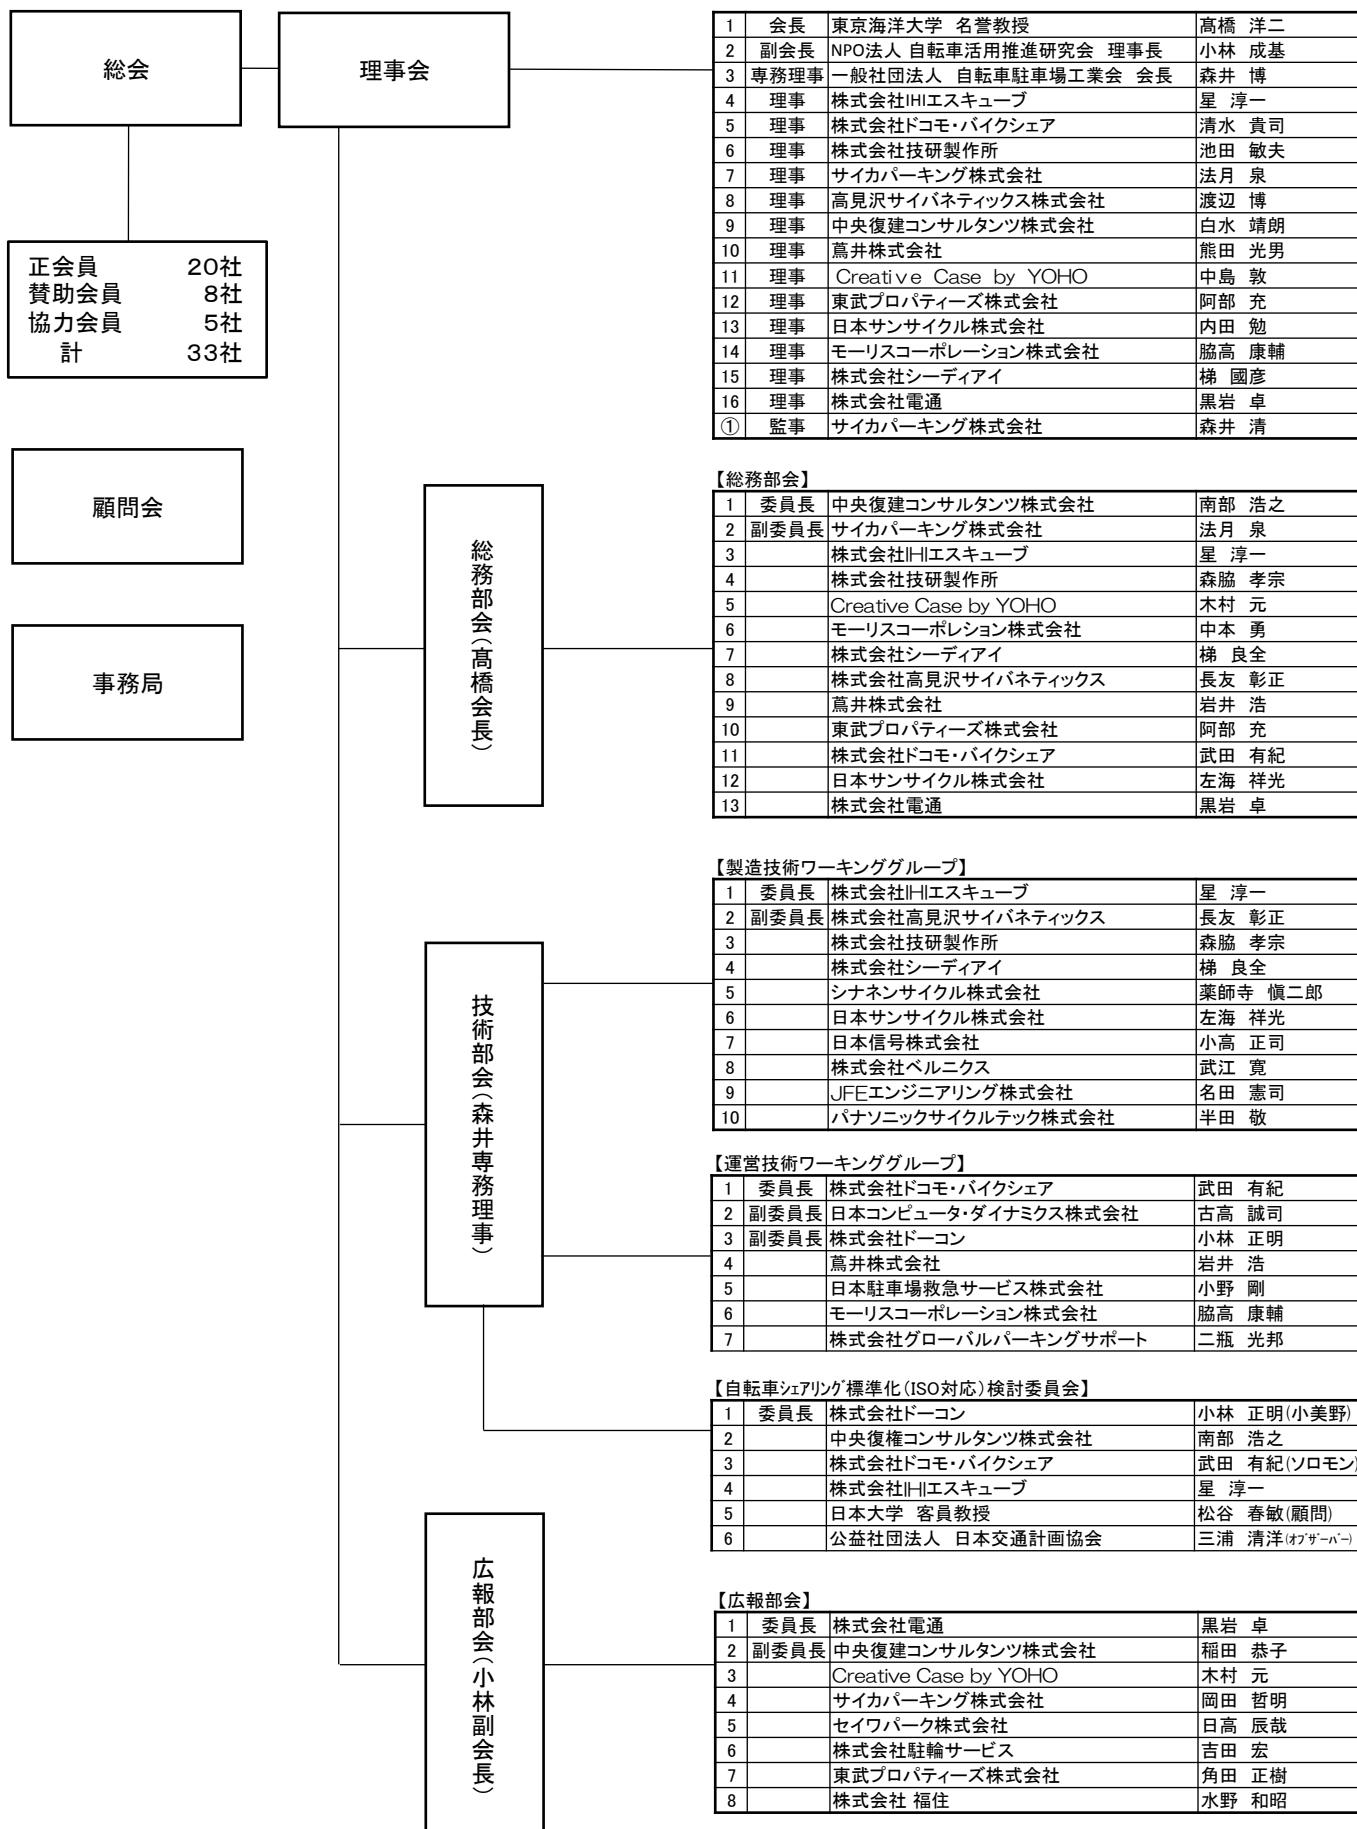 総会
理事会
正会員 20社
賛助会員 8社
協力会員 5社
計 33社
顧問会
事務局
1 会長 東京海洋大学 名誉教授 髙橋 洋二
2 副会長 NPO法人 自転車活用推進研究会 理事長 小林 成基
3 専務理事 一般社団法人 自転車駐車場工業会 会長 森井 博
4 理事 株式会社IHIエスキューブ 星 淳一
5 理事 株式会社ドコモ・バイクシェア 清水 貴司
6 理事 株式会社技研製作所 池田 敏夫
7 理事 サイカパーキング株式会社 法月 泉
8 理事 高見沢サイバネティックス株式会社 渡辺 博
9 理事 中央復建コンサルタンツ株式会社 白水 靖朗
10 理事 蔦井株式会社 熊田 光男
11 理事 Creative Case by YOHO 中島 敦
12 理事 東武プロパティーズ株式会社 阿部 充
13 理事 日本サンサイクル株式会社 内田 勉
14 理事 モーリスコーポレーション株式会社 脇高 康輔
15 理事 株式会社シーディアイ 梯 國彦
16 理事 株式会社電通 黒岩 卓
① 監事 サイカパーキング株式会社 森井 清
総務部会(髙橋会長)
【総務部会】
1 委員長 中央復建コンサルタンツ株式会社 南部 浩之
2 副委員長 サイカパーキング株式会社 法月 泉
3 株式会社IHIエスキューブ 星 淳一
4 株式会社技研製作所 森脇 孝宗
5 Creative Case by YOHO 木村 元
6 モーリスコーポレション株式会社 中本 勇
7 株式会社シーディアイ 梯 良全
8 株式会社高見沢サイバネティックス 長友 彰正
9 蔦井株式会社 岩井 浩
10 東武プロパティーズ株式会社 阿部 充
11 株式会社ドコモ・バイクシェア 武田 有紀
12 日本サンサイクル株式会社 左海 祥光
13 株式会社電通 黒岩 卓
技術部会(森井専務理事)
【製造技術ワーキンググループ】
1 委員長 株式会社IHIエスキューブ 星 淳一
2 副委員長 株式会社高見沢サイバネティックス 長友 彰正
3 株式会社技研製作所 森脇 孝宗
4 株式会社シーディアイ 梯 良全
5 シナネンサイクル株式会社 薬師寺 愼二郎
6 日本サンサイクル株式会社 左海 祥光
7 日本信号株式会社 小高 正司
8 株式会社ベルニクス 武江 寛
9 JFEエンジニアリング株式会社 名田 憲司
10 パナソニックサイクルテック株式会社 半田 敬
【運営技術ワーキンググループ】
1 委員長 株式会社ドコモ・バイクシェア 武田 有紀
2 副委員長 日本コンピュータ・ダイナミクス株式会社 古高 誠司
3 副委員長 株式会社ドーコン 小林 正明
4 蔦井株式会社 岩井 浩
5 日本駐車場救急サービス株式会社 小野 剛
6 モーリスコーポレーション株式会社 脇高 康輔
7 株式会社グローバルパーキングサポート 二瓶 光邦
【自転車シェアリング標準化(ISO対応)検討委員会】
1 委員長 株式会社ドーコン 小林 正明(小美野)
2 中央復権コンサルタンツ株式会社 南部 浩之
3 株式会社ドコモ・バイクシェア 武田 有紀(ソロモン)
4 株式会社IHIエスキューブ 星 淳一
5 日本大学 客員教授 松谷 春敏(顧問)
6 公益社団法人 日本交通計画協会 三浦 清洋(オブザーバー)
広報部会(小林副会長)
【広報部会】
1 委員長 株式会社電通 黒岩 卓
2 副委員長 中央復建コンサルタンツ株式会社 稲田 恭子
3 Creative Case by YOHO 木村 元
4 サイカパーキング株式会社 岡田 哲明
5 セイワパーク株式会社 日高 辰哉
6 株式会社駐輪サービス 吉田 宏
7 東武プロパティーズ株式会社 角田 正樹
8 株式会社 福住 水野 和昭